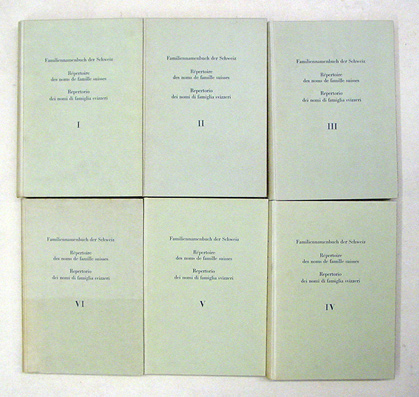 Familiennamenbuch der Schweiz
Répertoire
des noms de famille suisses
Repertorio
dei nomi di famiglia svizzeri
I
Familiennamenbuch der Schweiz
Répertoire
des noms de famille suisses
Repertorio
dei nomi di famiglia svizzeri
II
Familiennamenbuch der Schweiz
Répertoire
des noms de famille suisses
Repertorio
dei nomi di famiglia svizzeri
III
Familiennamenbuch der Schweiz
Répertoire
des noms de famille suisses
Repertorio
dei nomi di famiglia svizzeri
VI
Familiennamenbuch der Schweiz
Répertoire
des noms de famille suisses
Repertorio
dei nomi di famiglia svizzeri
V
Familiennamenbuch der Schweiz
Répertoire
des noms de famille suisses
Repertorio
dei nomi di famiglia svizzeri
IV